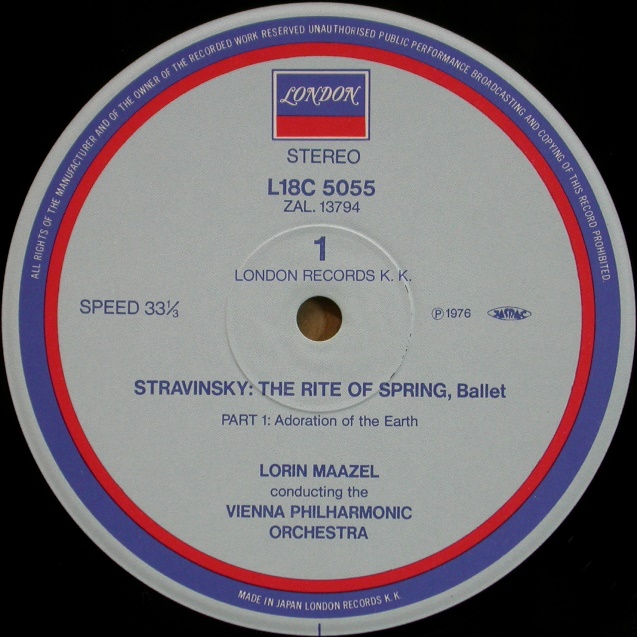 ALL RIGHTS OF THE MANUFACTURER AND OF THE OWNER OF THE RECORDED WORK RESERVED UNAUTHORISED PUBLIC PERFORMANCE BROADCASTING AND COPYING OF THIS RECORD PROHIBITED
LONDON
STEREO
L18C 5055
ZAL. 13794
1
LONDON RECORDS K. K.
SPEED 33⅓
Ⓟ1976
JASRAC
STRAVINSKY: THE RITE OF SPRING, Ballet
PART 1: Adoration of the Earth
LORIN MAAZEL
conducting the
VIENNA PHILHARMONIC
ORCHESTRA
MADE IN JAPAN LONDON RECORDS K. K.